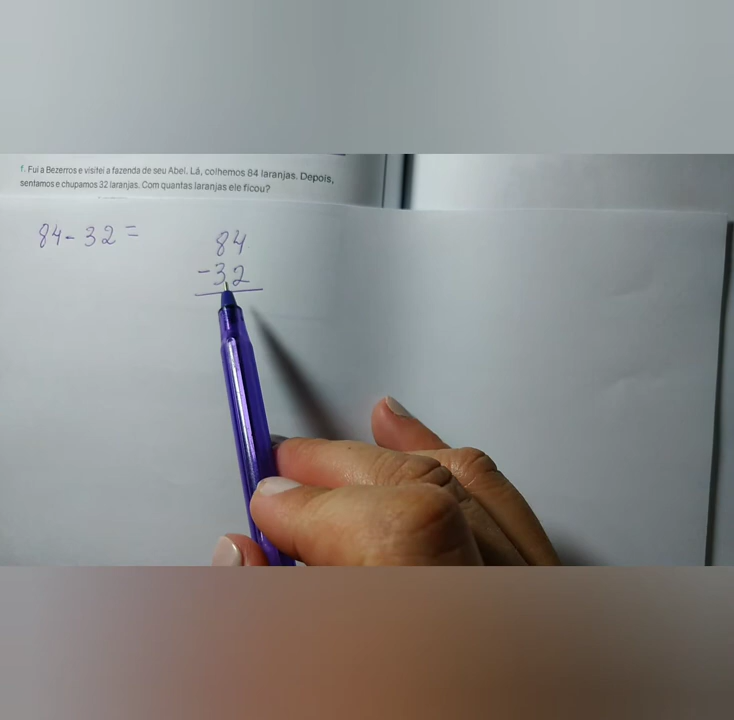 f. Fui a Bezerros e visitei a fazenda de seu Abel. Lá, colhemos 84 laranjas. Depois,
sentamos e chupamos 32 laranjas. Com quantas laranjas ele ficou?
84 - 32 =
84
- 32